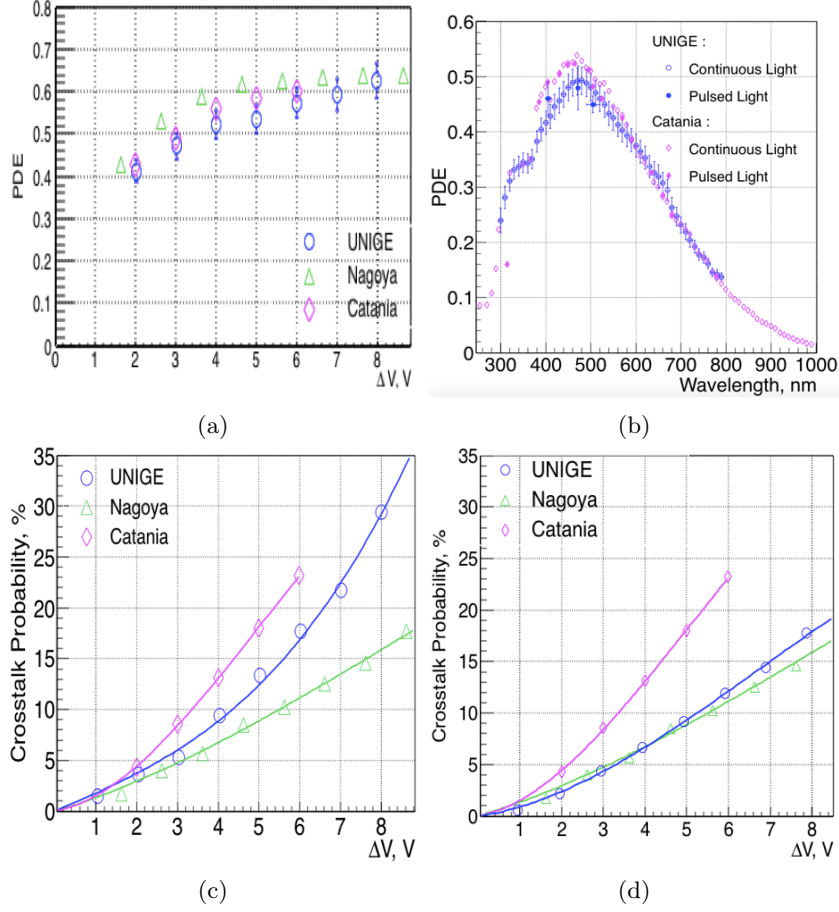 0.8
0.7
0.6
0.5
0.4
0.3
0.2
0.1
0
PDE
UNIGE
Nagoya
Catania
0 1 2 3 4 5 6 7 8
ΔV, V
(a)
0.6
0.5
0.4
0.3
0.2
0.1
0
PDE
UNIGE :
Continuous Light
Pulsed Light
Catania :
Continuous Light
Pulsed Light
300 400 500 600 700 800 900 1000
Wavelength, nm
(b)
35
30
25
20
15
10
5
0
Crosstalk Probability, %
UNIGE
Nagoya
Catania
1 2 3 4 5 6 7 8
ΔV, V
(c)
35
30
25
20
15
10
5
0
Crosstalk Probability, %
UNIGE
Nagoya
Catania
1 2 3 4 5 6 7 8
ΔV, V
(d)